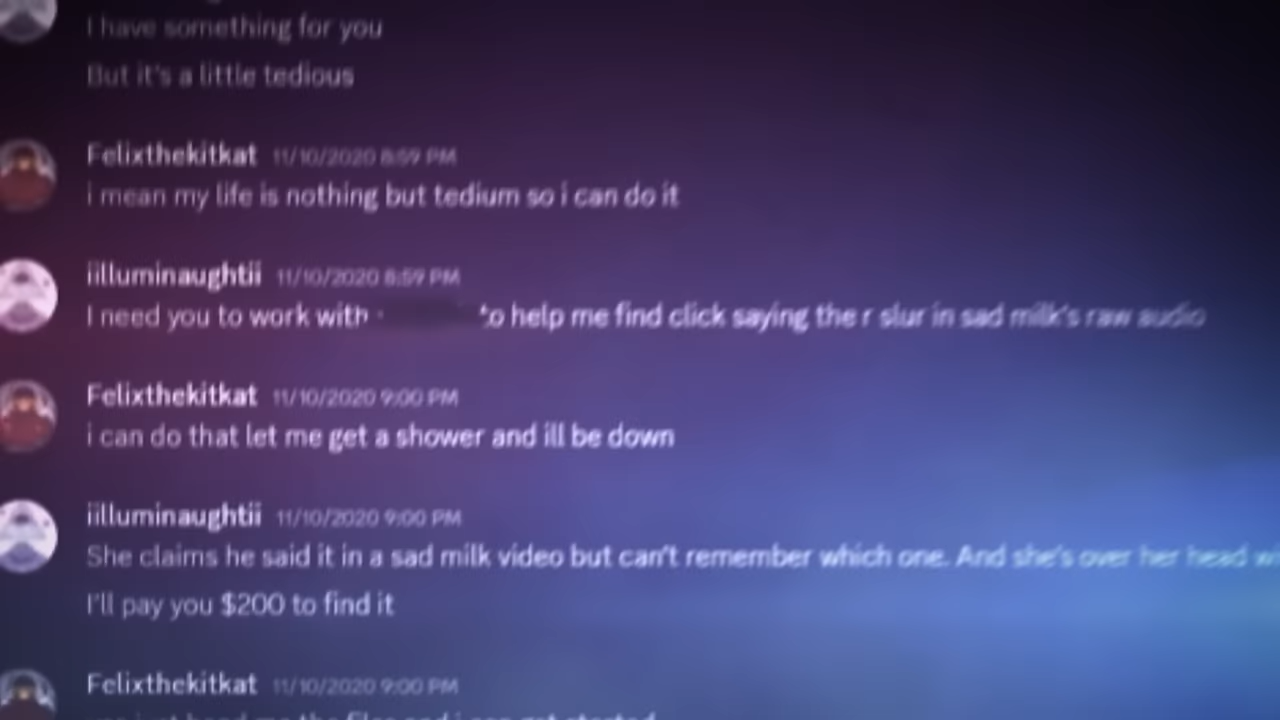 I have something for you
But it's a little tedious
Felixthekitkat 11/10/2020 8:59 PM
i mean my life is nothing but tedium so i can do it
iilluminaughtii 11/10/2020 8:59 PM
I need you to work with to help me find click saying the r slur in sad milk's raw audio
Felixthekitkat 11/10/2020 9:00 PM
i can do that let me get a shower and ill be down
iilluminaughtii 11/10/2020 9:00 PM
She claims he said it in a sad milk video but can't remember which one. And she's over her head
I'll pay you $200 to find it
Felixthekitkat 11/10/2020 9:00 PM